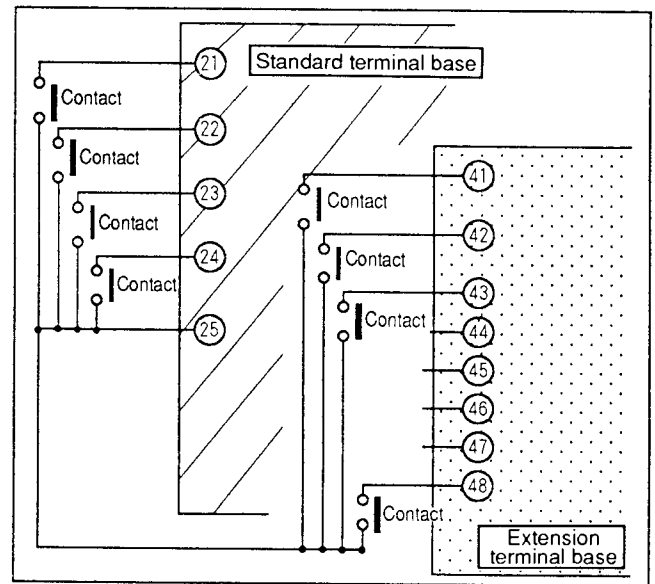 21
Standard terminal base
Contact
22
Contact
23
41
Contact
42
24
Contact
Contact
43
25
Contact
44
45
46
47
48
Contact
Extension
terminal base